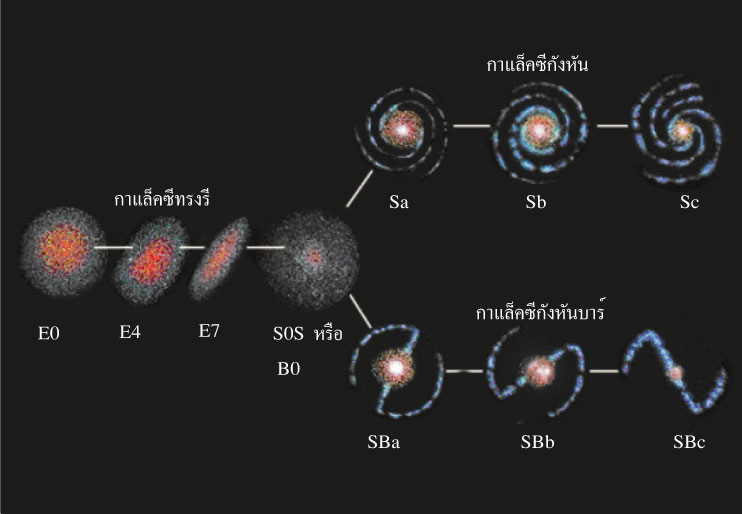 กาแล็คซีกังหัน
Sa Sb Sc
กาแล็คซีทรงรี
E0 E4 E7 S0S หรือ
B0
กาแล็คซีกังหันบาร์
SBa SBb SBc